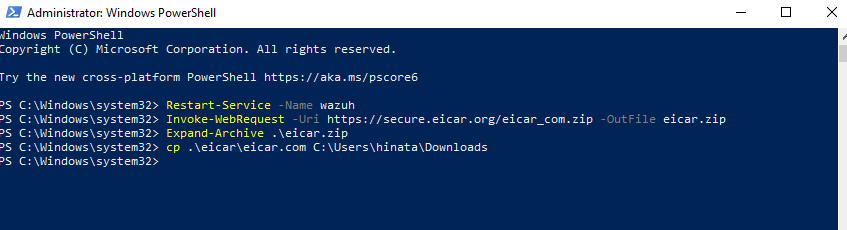 Administrator: Windows PowerShell
Windows PowerShell
Copyright (C) Microsoft Corporation. All rights reserved.
Try the new cross-platform PowerShell https://aka.ms/pscore6
PS C:\Windows\system32> Restart-Service -Name wazuh
PS C:\Windows\system32> Invoke-WebRequest -Uri https://secure.eicar.org/eicar_com.zip -OutFile eicar.zip
PS C:\Windows\system32> Expand-Archive .\eicar.zip
PS C:\Windows\system32> cp .\eicar\eicar.com C:\Users\hinata\Downloads
PS C:\Windows\system32>